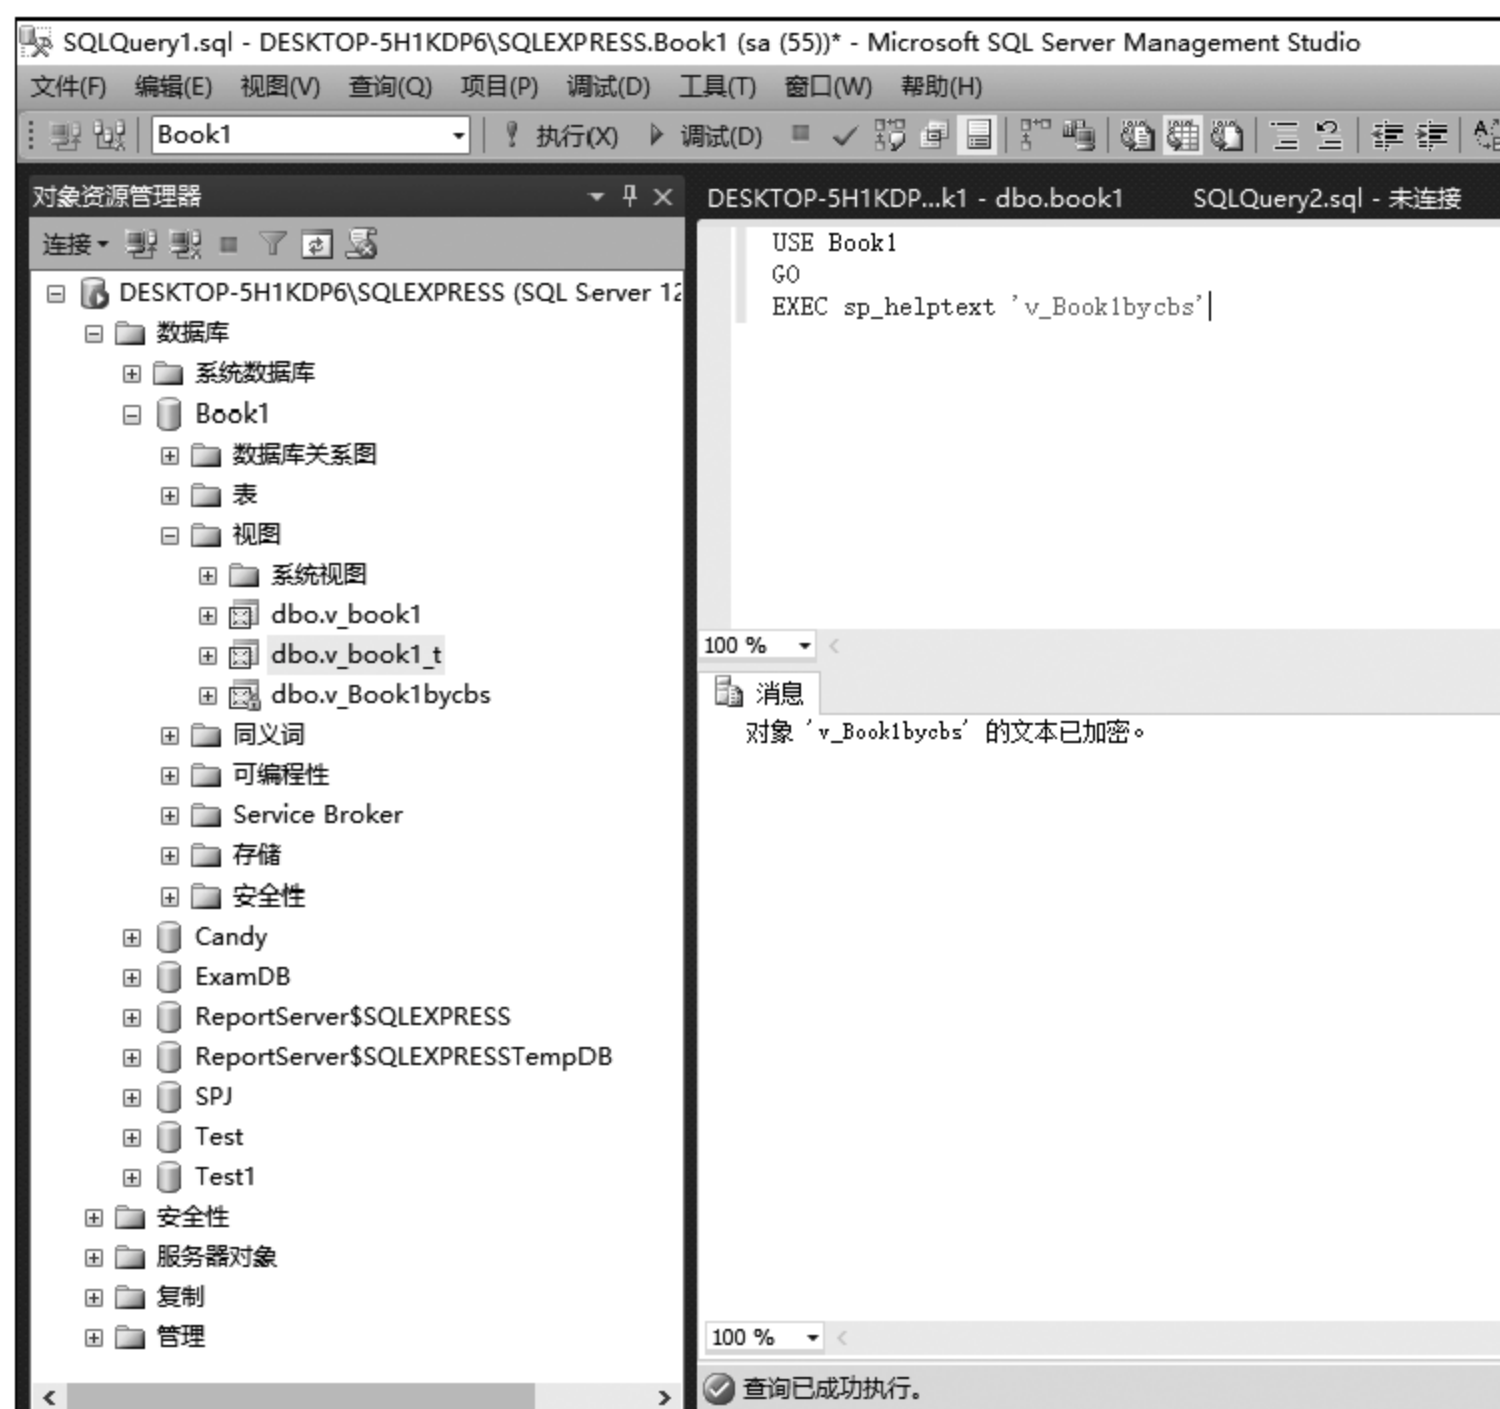 SQLQuery1.sql - DESKTOP-5H1KDP6\SQLEXPRESS.Book1 (sa (55))* - Microsoft SQL Server Management Studio
文件(F) 编辑(E) 视图(V) 查询(Q) 项目(P) 调试(D) 工具(T) 窗口(W) 帮助(H)
Book1 执行(X) 调试(D)
对象资源管理器
连接
DESKTOP-5H1KDP6\SQLEXPRESS (SQL Server 12
数据库
系统数据库
Book1
数据库关系图
表
视图
系统视图
dbo.v_book1
dbo.v_book1_t
dbo.v_Book1bycbs
同义词
可编程性
Service Broker
存储
安全性
Candy
ExamDB
ReportServer$SQLEXPRESS
ReportServer$SQLEXPRESSTempDB
SPJ
Test
Test1
安全性
服务器对象
复制
管理
DESKTOP-5H1KDP...k1 - dbo.book1 SQLQuery2.sql - 未连接
USE Book1
GO
EXEC sp_helptext 'v_Book1bycbs'
100 %
消息
对象 'v_Book1bycbs' 的文本已加密。
100 %
查询已成功执行。